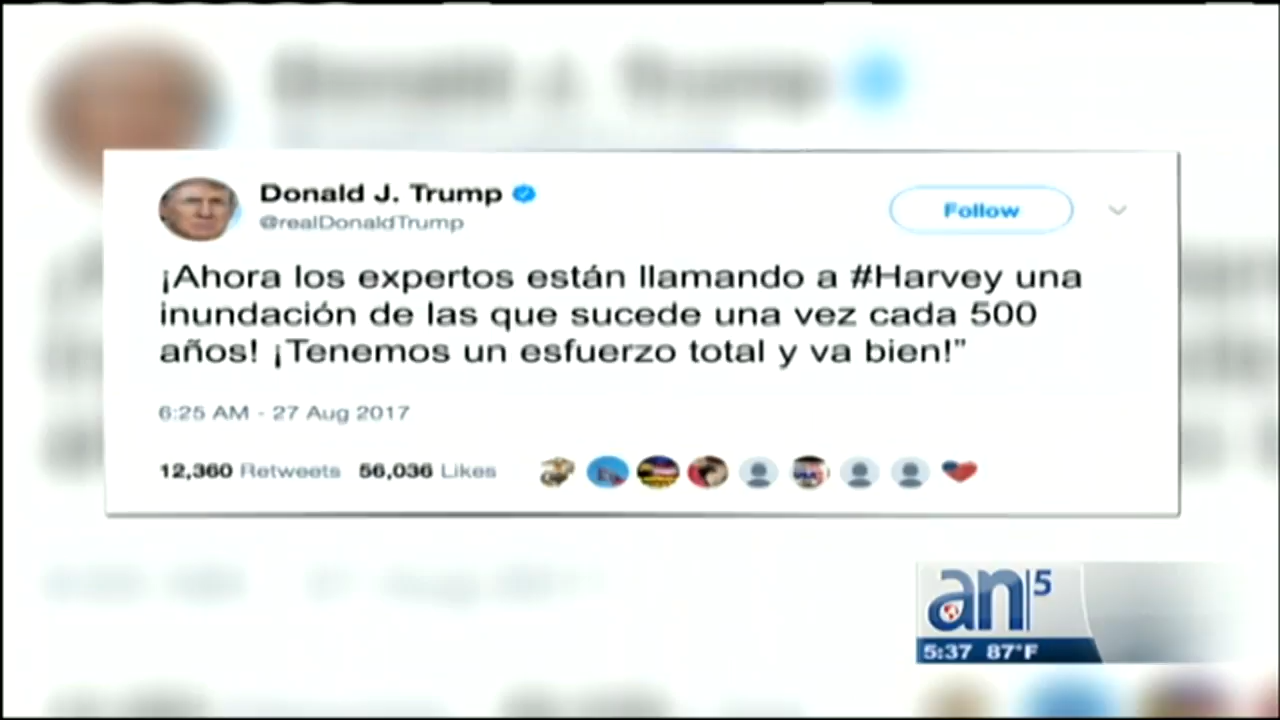 Donald J. Trump
Donald J. Trump
@realDonaldTrump
Follow
¡Ahora los expertos están llamando a #Harvey una
inundación de las que sucede una vez cada 500
años! ¡Tenemos un esfuerzo total y va bien!”
6:25 AM - 27 Aug 2017
12,360 Retweets 56,036 Likes
an 5
5:37 87°F